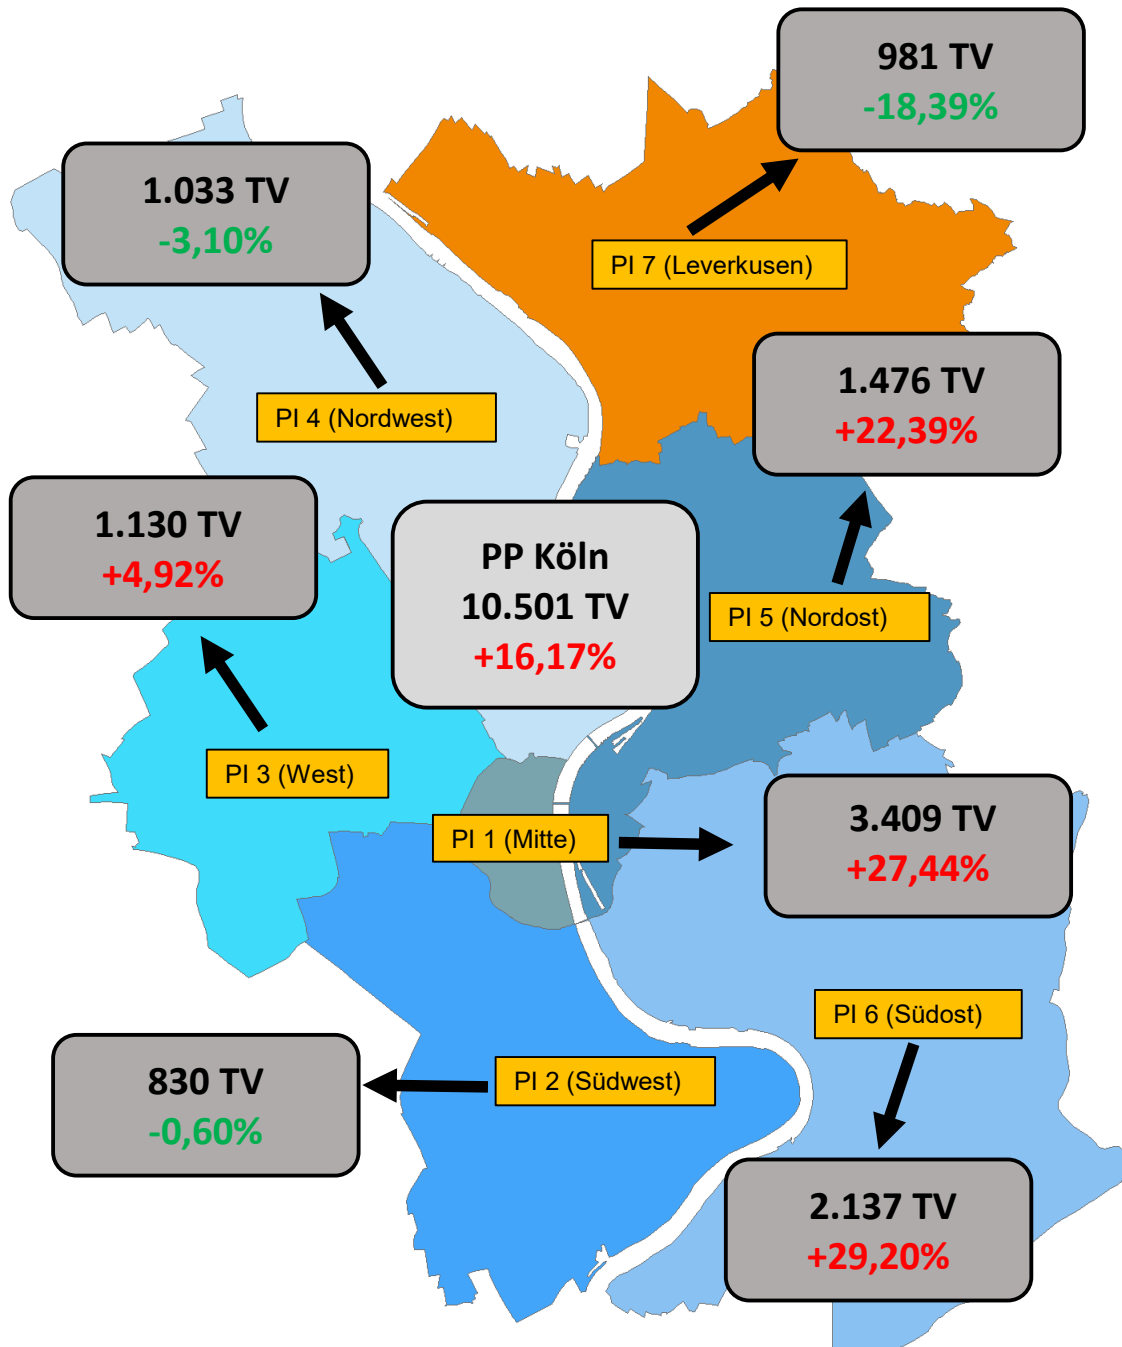 981 TV
-18,39%
1.033 TV
-3,10%
PI 7 (Leverkusen)
1.476 TV
+22,39%
PI 4 (Nordwest)
1.130 TV
+4,92%
PP Köln
10.501 TV
+16,17%
PI 5 (Nordost)
PI 3 (West)
PI 1 (Mitte)
3.409 TV
+27,44%
PI 6 (Südost)
PI 2 (Südwest)
830 TV
-0,60%
2.137 TV
+29,20%